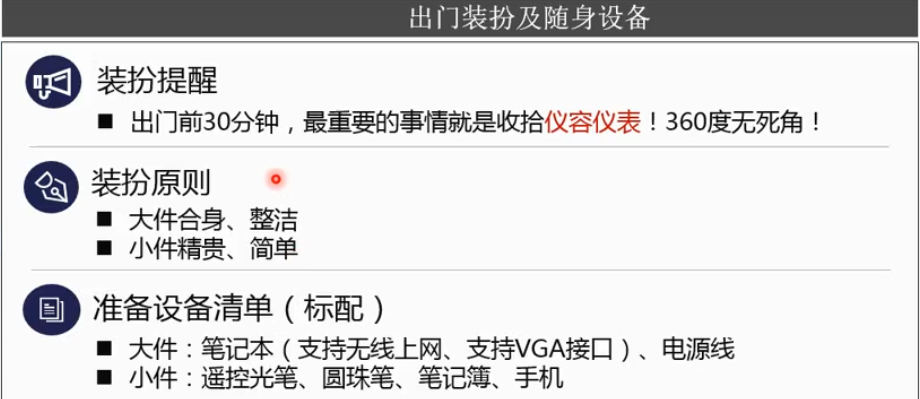 出门装扮及随身设备
装扮提醒
■ 出门前30分钟，最重要的事情就是收拾仪容仪表！360度无死角！
装扮原则
■ 大件合身、整洁
■ 小件精贵、简单
准备设备清单（标配）
■ 大件：笔记本（支持无线上网、支持VGA接口）、电源线
■ 小件：遥控光笔、圆珠笔、笔记簿、手机